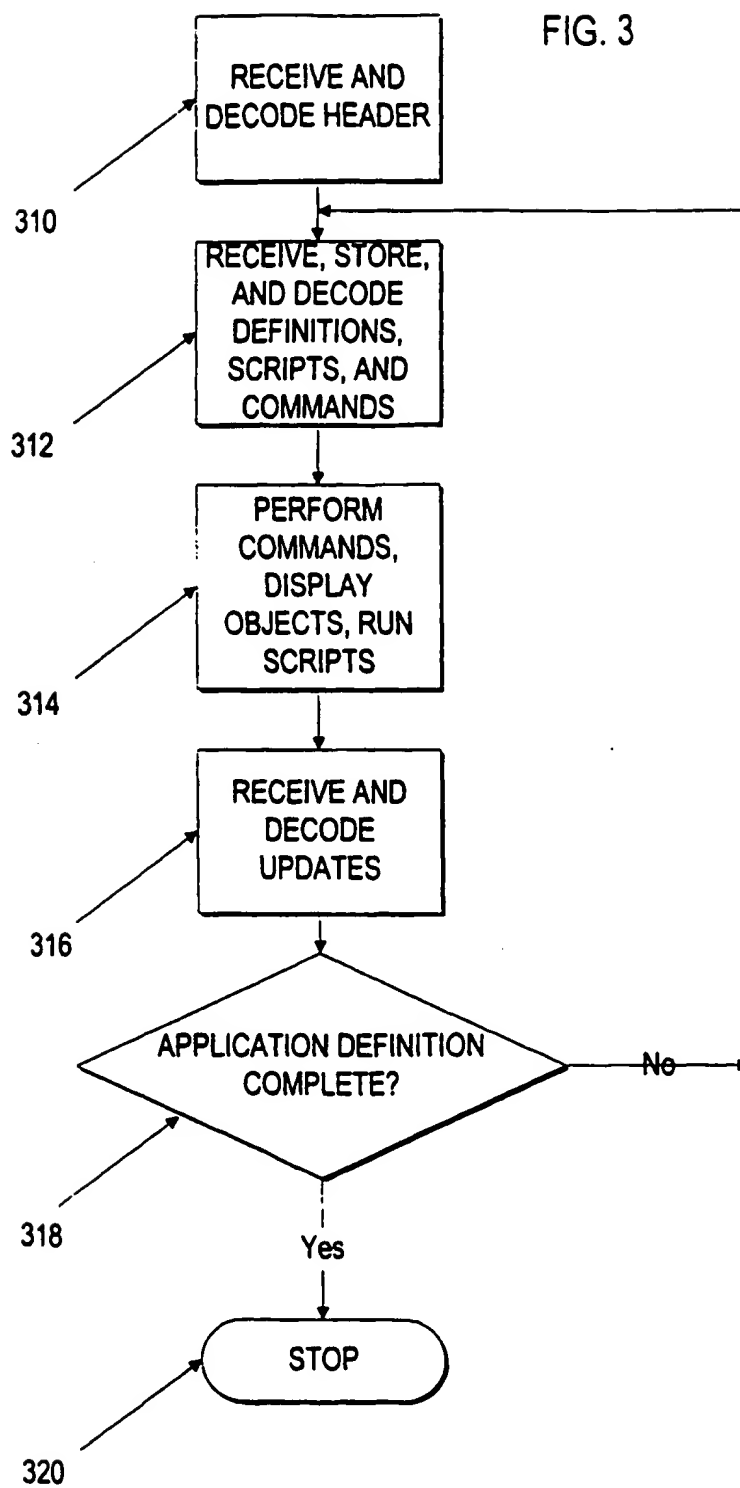 FIG. 3
RECEIVE AND
DECODE HEADER
310
RECEIVE, STORE,
AND DECODE
DEFINITIONS,
SCRIPTS, AND
COMMANDS
312
PERFORM
COMMANDS,
DISPLAY
OBJECTS, RUN
SCRIPTS
314
RECEIVE AND
DECODE
UPDATES
316
APPLICATION DEFINITION
COMPLETE?
No
318
Yes
STOP
320